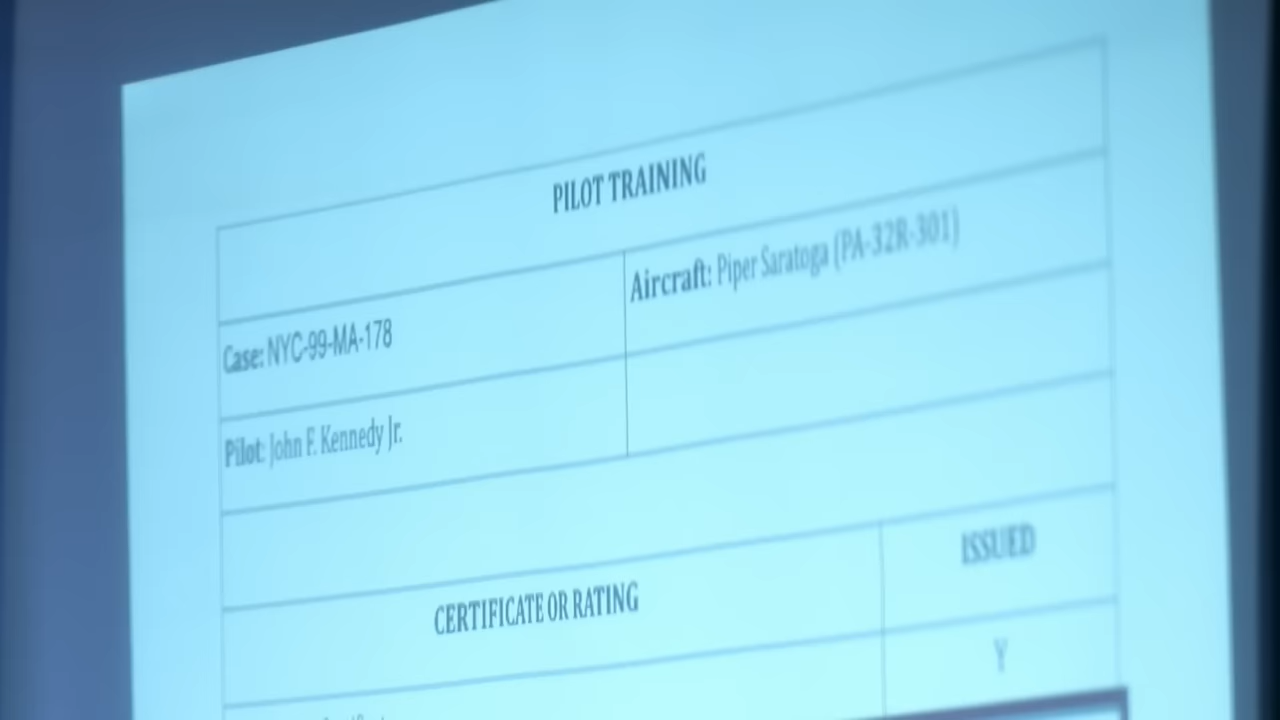 PILOT TRAINING
Case: NYC-99-MA-178
Aircraft: Piper Saratoga (PA-32R-301)
Pilot: John F. Kennedy Jr.
CERTIFICATE OR RATING
ISSUED
Y